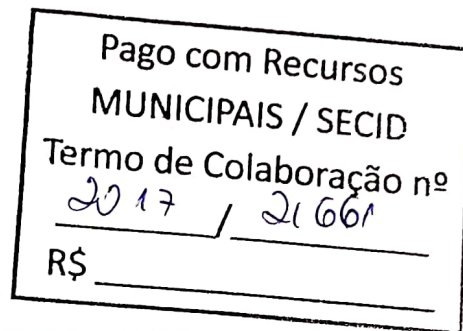 Pago com Recursos
MUNICIPAIS / SECID
Termo de Colaboração nº
2017 / 21661
R$